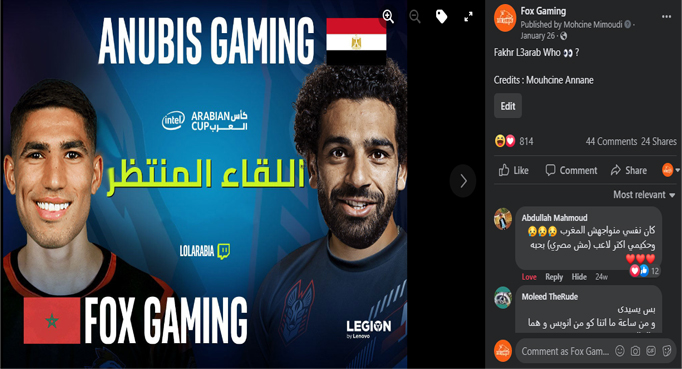 ANUBIS GAMING
intel
ARABIAN
CUP
كأس
العرب
اللقاء المنتظر
LOLARABIA
FOX GAMING
LEGION
by Lenovo
Fox Gaming
Published by Mohcine Mimoudi
January 26
Fakhr L3arab Who 👀 ?
Credits : Mouhcine Annane
Edit
814
44 Comments 24 Shares
Like
Comment
Share
Most relevant
Abdullah Mahmoud
كان نفسي منواجهش المغرب 😢😢😢
وحكيمي اكتر لاعب (مش مصري) بحبه
❤❤❤
12
Love Reply Hide 24w
Moleed TheRude
بس يسيدى
و من ساعة ما اتنا كو من انوبس و هما
Comment as Fox Gam...